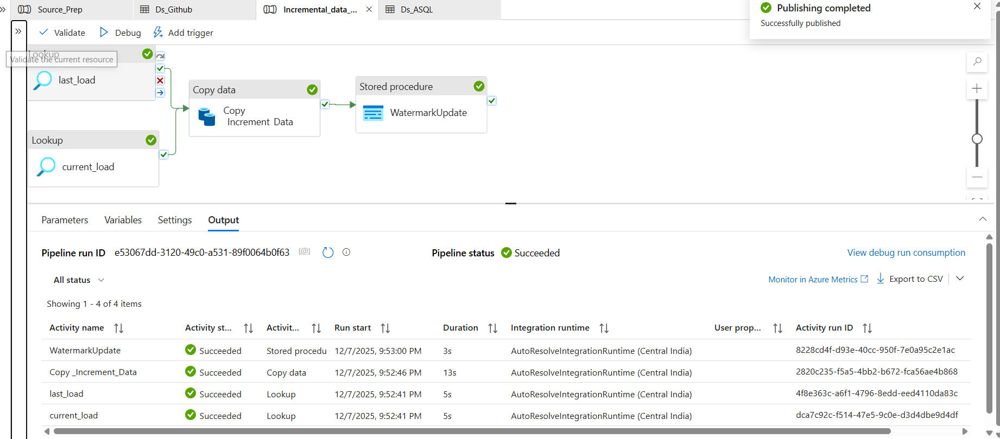 Source_Prep
Ds_Github
Incremental_data_...
Ds_ASQL
Publishing completed
Successfully published
Validate
Debug
Add trigger
Lookup
Validate the current resource
last_load
Copy data
Copy
_Increment_Data
Stored procedure
WatermarkUpdate
Lookup
current_load
Parameters
Variables
Settings
Output
Pipeline run ID e53067dd-3120-49c0-a531-89f0064b0f63
Pipeline status Succeeded
View debug run consumption
All status
Monitor in Azure Metrics
Export to CSV
Showing 1 - 4 of 4 items
Activity name Activity st... Activit... Run start Duration Integration runtime User prop... Activity run ID
WatermarkUpdate Succeeded Stored procedu 12/7/2025, 9:53:00 PM 3s AutoResolveIntegrationRuntime (Central India) 8228cd4f-d93e-40cc-950f-7e0a95c2e1ac
Copy _Increment_Data Succeeded Copy data 12/7/2025, 9:52:46 PM 13s AutoResolveIntegrationRuntime (Central India) 2820c235-f5a5-4bb2-b672-fca56ae4b868
last_load Succeeded Lookup 12/7/2025, 9:52:41 PM 5s AutoResolveIntegrationRuntime (Central India) 4f8e363c-a6f1-4796-8edd-eed4110da83c
current_load Succeeded Lookup 12/7/2025, 9:52:41 PM 5s AutoResolveIntegrationRuntime (Central India) dca7c92c-f514-47e5-9c0e-d3d4dbe9d4df